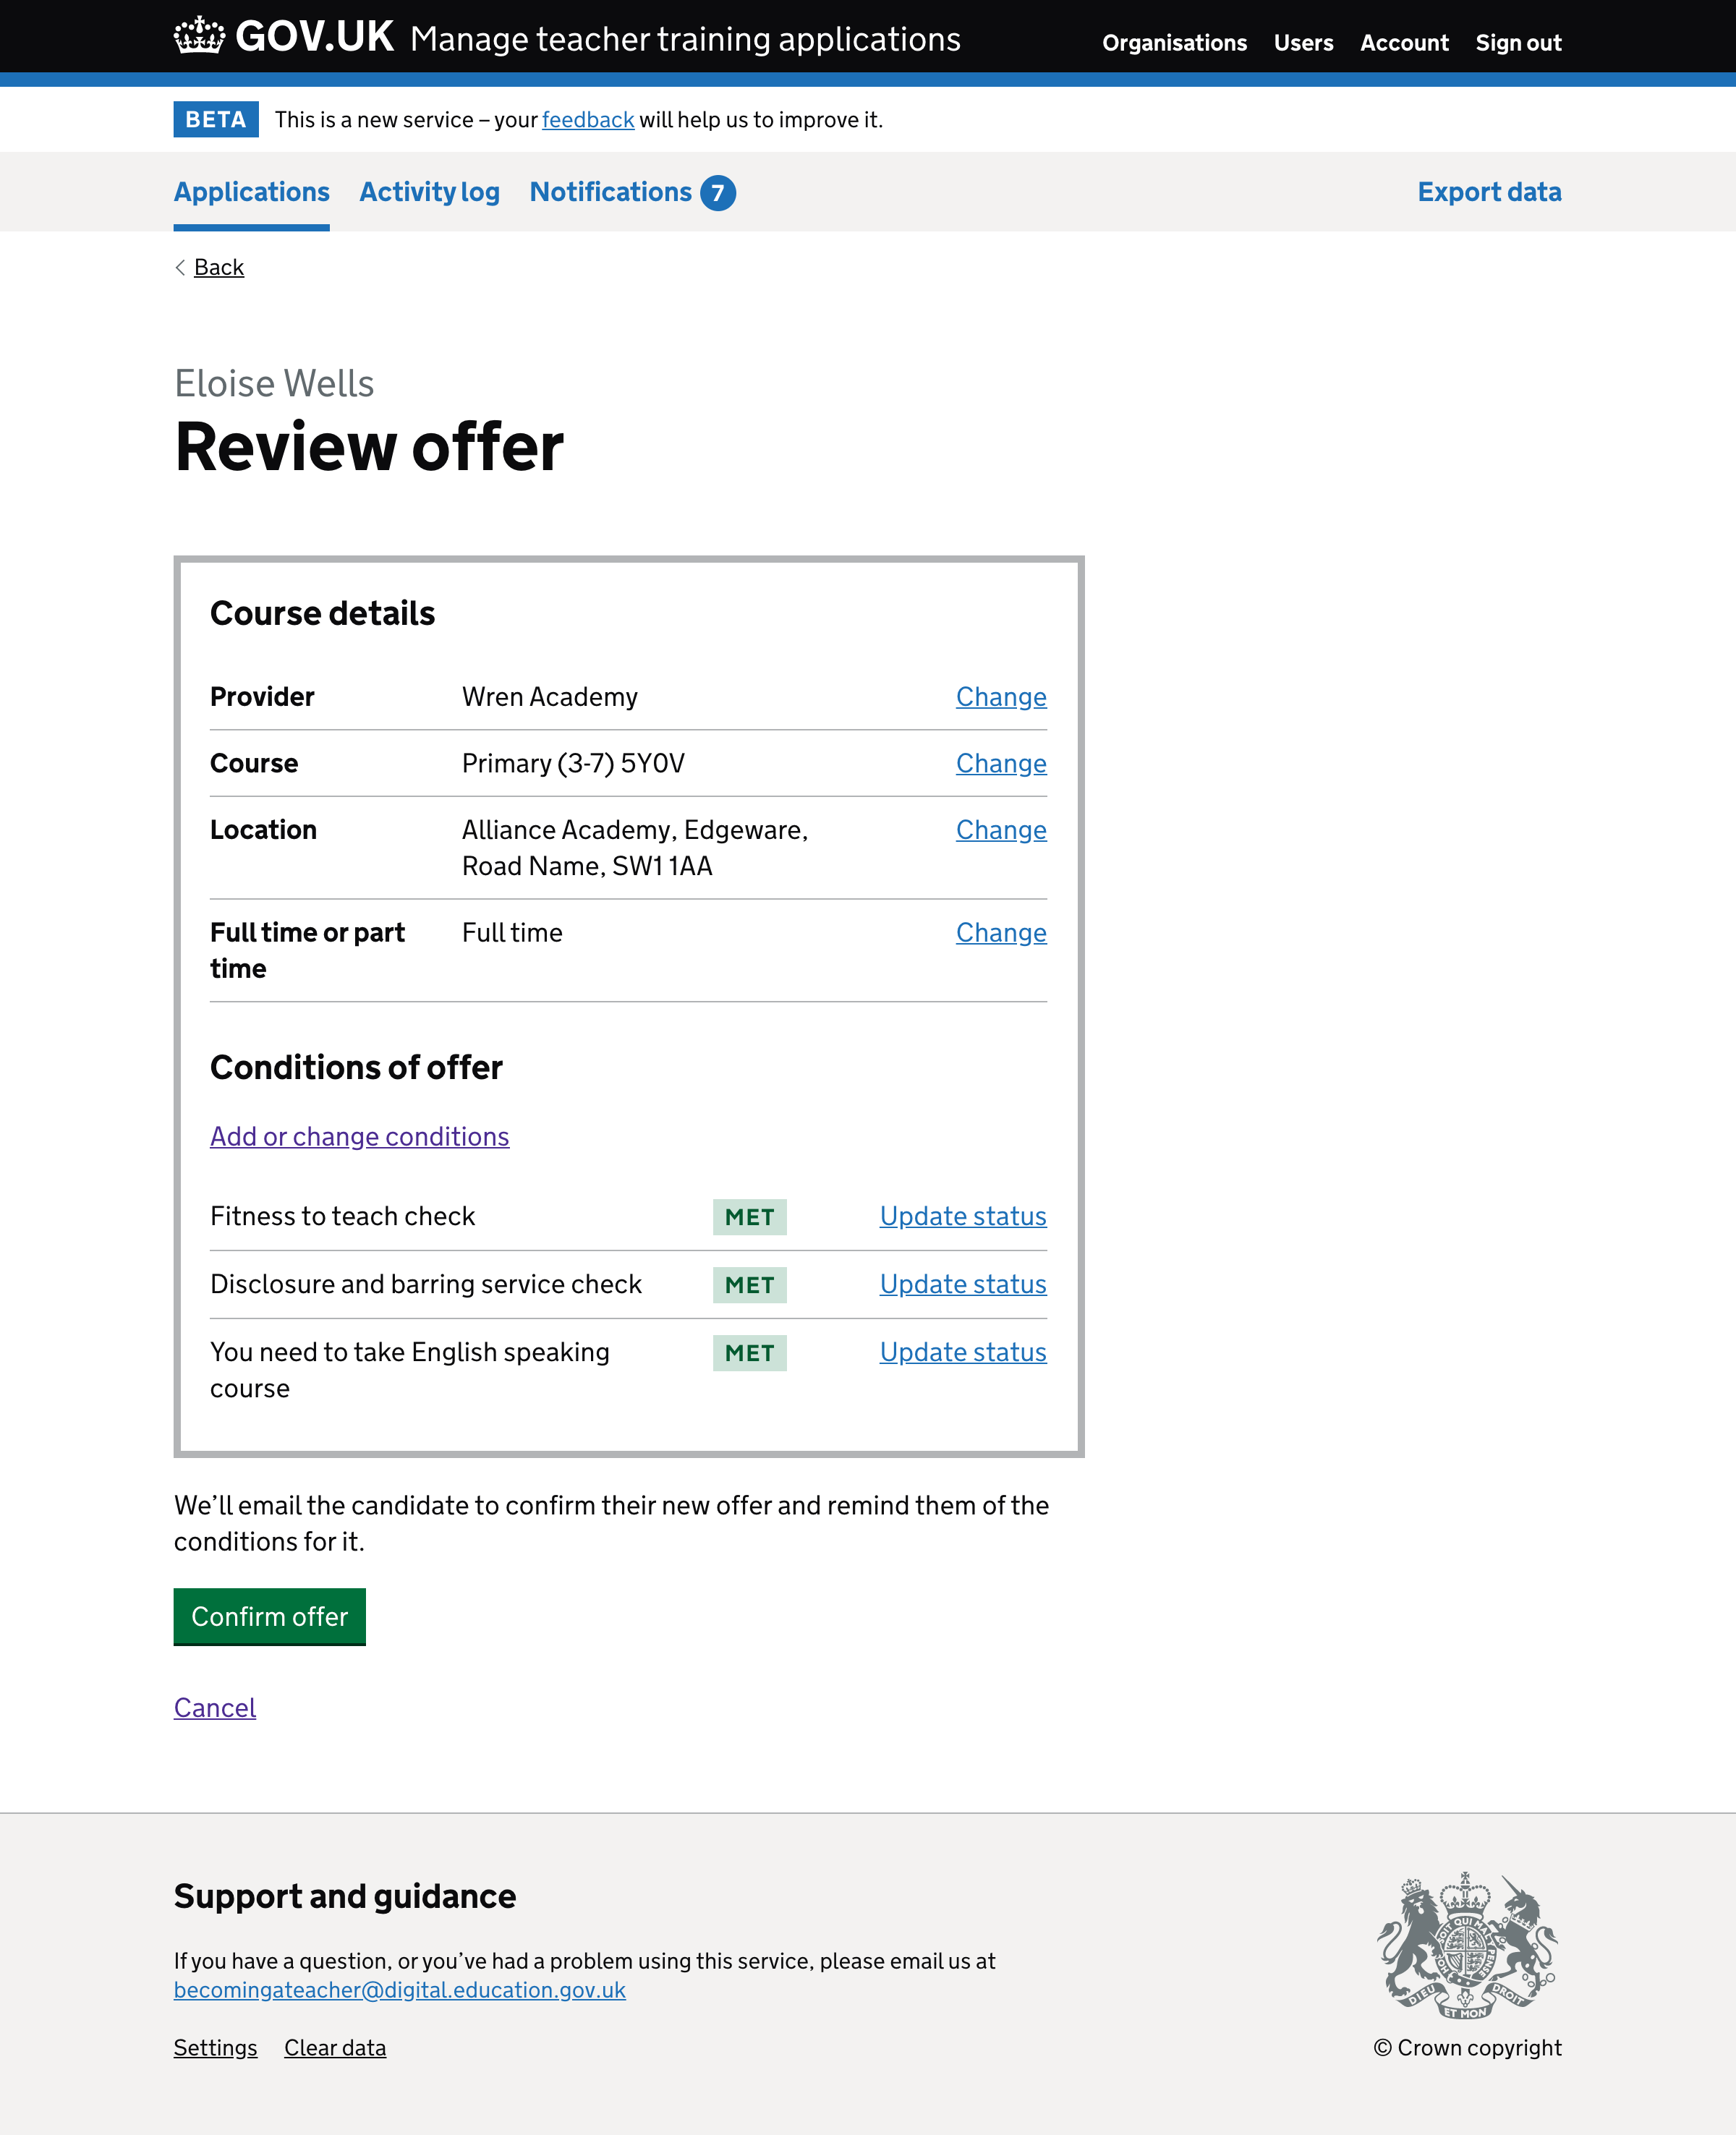 GOV.UK Manage teacher training applications Organisations Users Account Sign out
BETA This is a new service – your feedback will help us to improve it.
Applications Activity log Notifications 7 Export data
Back
Eloise Wells
Review offer
Course details
Provider Wren Academy Change
Course Primary (3-7) 5Y0V Change
Location Alliance Academy, Edgeware, Change
Road Name, SW1 1AA
Full time or part Full time Change
time
Conditions of offer
Add or change conditions
Fitness to teach check MET Update status
Disclosure and barring service check MET Update status
You need to take English speaking MET Update status
course
We’ll email the candidate to confirm their new offer and remind them of the
conditions for it.
Confirm offer
Cancel
Support and guidance
If you have a question, or you’ve had a problem using this service, please email us at
becomingateacher@digital.education.gov.uk
DIEU ET MON DROIT
Settings Clear data © Crown copyright